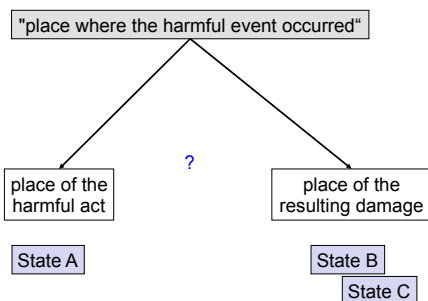 "place where the harmful event occurred“
?
place of the
harmful act
place of the
resulting damage
State A
State B
State C